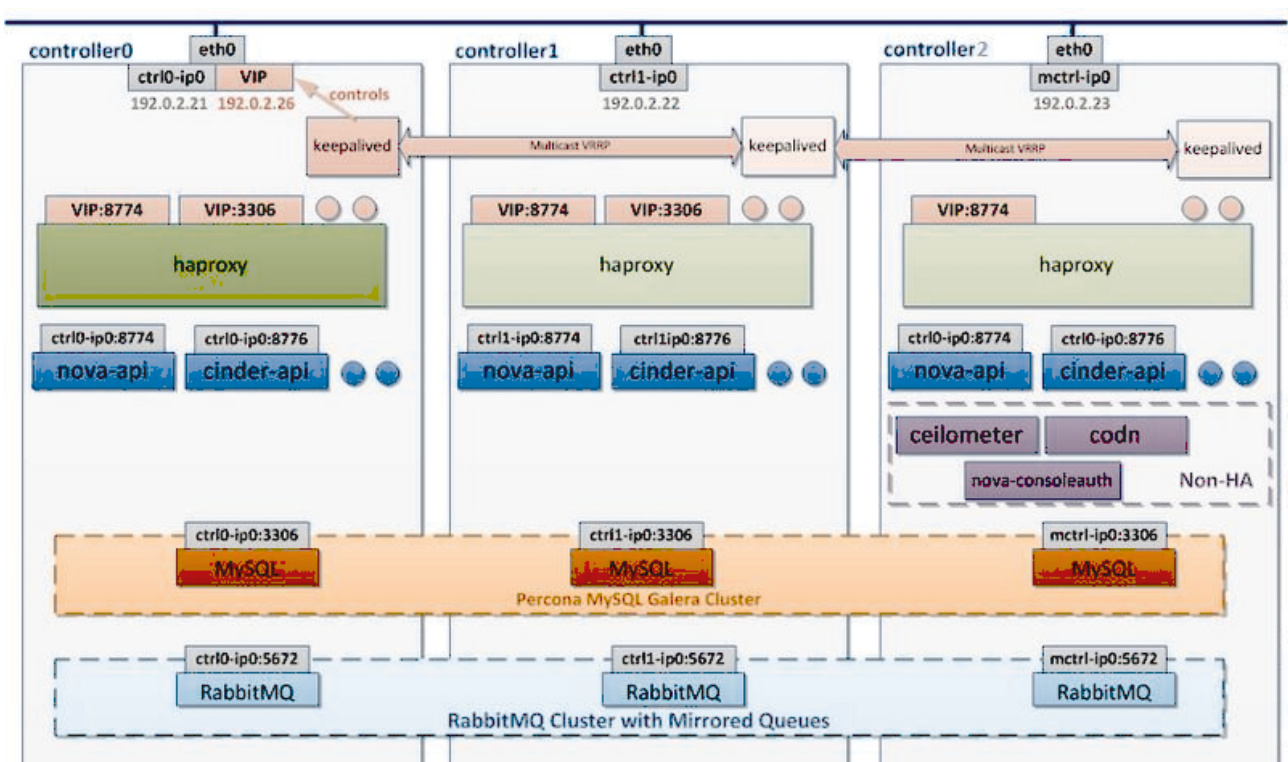 controller0
eth0
ctrl0-ip0
VIP
192.0.2.21
192.0.2.26
controls
keepalived
VIP:8774
VIP:3306
haproxy
ctrl0-ip0:8774
ctrl0-ip0:8776
nova-api
cinder-api
controller1
eth0
ctrl1-ip0
192.0.2.22
Multicast VRRP
keepalived
VIP:8774
VIP:3306
haproxy
ctrl1-ip0:8774
ctrl1ip0:8776
nova-api
cinder-api
controller2
eth0
mctrl-ip0
192.0.2.23
Multicast VRRP
keepalived
VIP:8774
haproxy
ctrl0-ip0:8774
ctrl0-ip0:8776
nova-api
cinder-api
ceilometer
codn
nova-consoleauth
Non-HA
ctrl0-ip0:3306
MySQL
ctrl1-ip0:3306
MySQL
mctrl-ip0:3306
MySQL
Percona MySQL Galera Cluster
ctrl0-ip0:5672
RabbitMQ
ctrl1-ip0:5672
RabbitMQ
mctrl-ip0:5672
RabbitMQ
RabbitMQ Cluster with Mirrored Queues